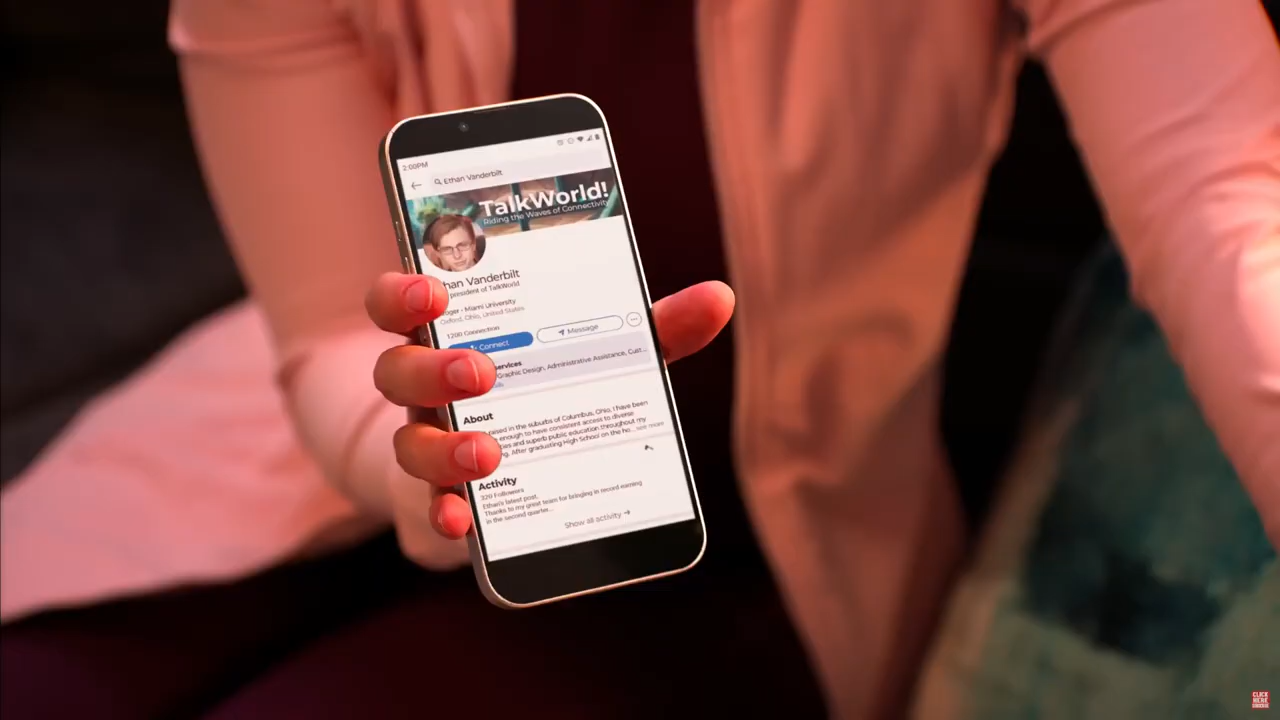 2:00PM
Ethan Vanderbilt
TalkWorld!
Riding the Waves of Connectivity
han Vanderbilt
president of TalkWorld
Miami University
Oxford, Ohio, United States
1200 Connection
Connect
Message
services
Graphic Design, Administrative Assistance, Cust...
About
raised in the suburbs of Columbus, Ohio, I have been
enough to have consistent access to diverse
and superb public education throughout my
After graduating High School on the ho... see more
Activity
320 Followers
Ethan's latest post,
Thanks to my great team for bringing in record earning
in the second quarter...
Show all activity →
CLICK
HERE